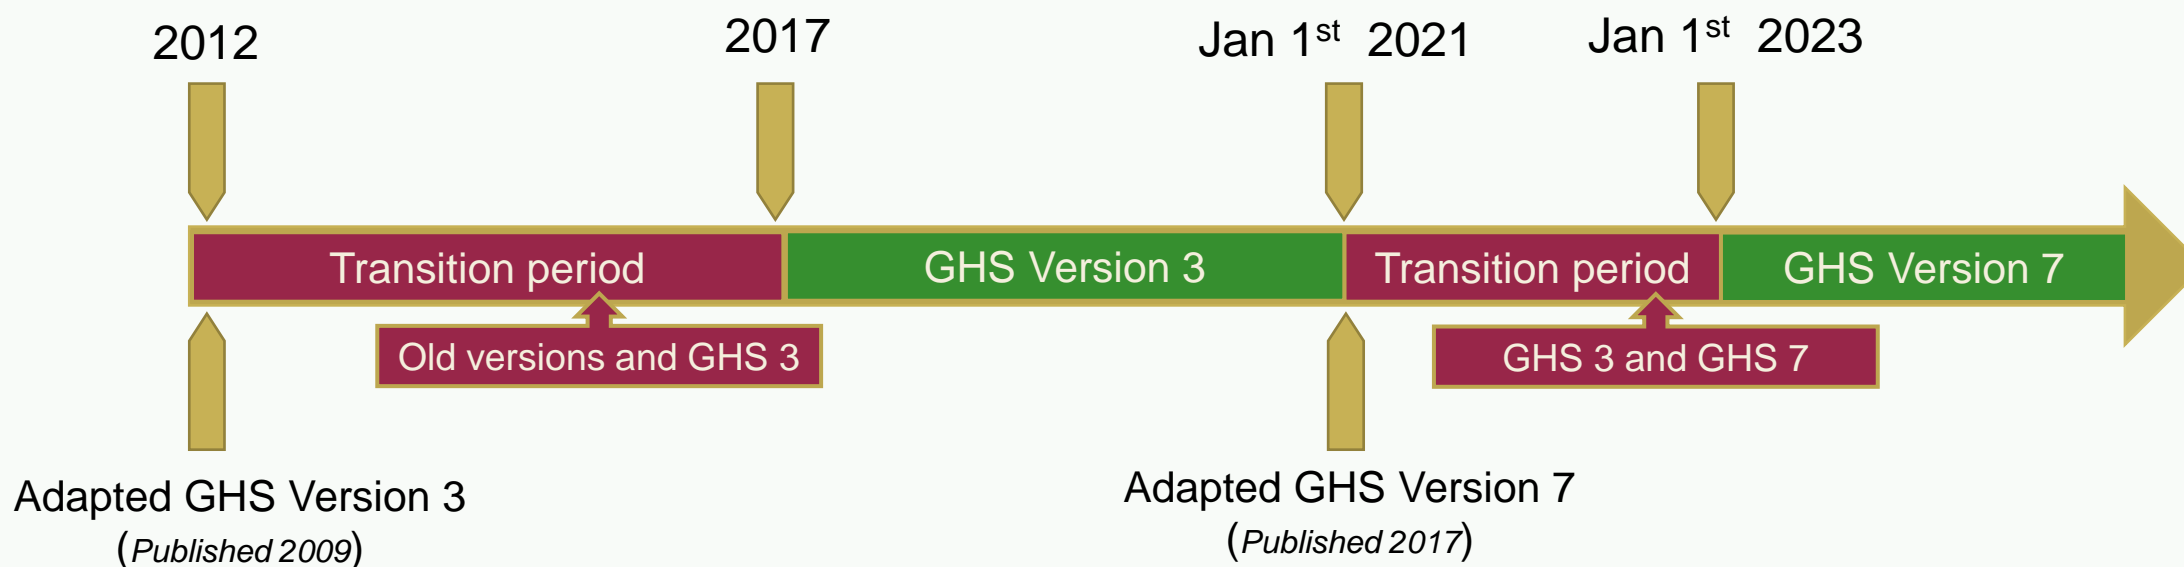 2012
2017
Jan 1st 2021
Jan 1st 2023
Transition period
GHS Version 3
Transition period
GHS Version 7
Old versions and GHS 3
GHS 3 and GHS 7
Adapted GHS Version 3
(Published 2009)
Adapted GHS Version 7
(Published 2017)